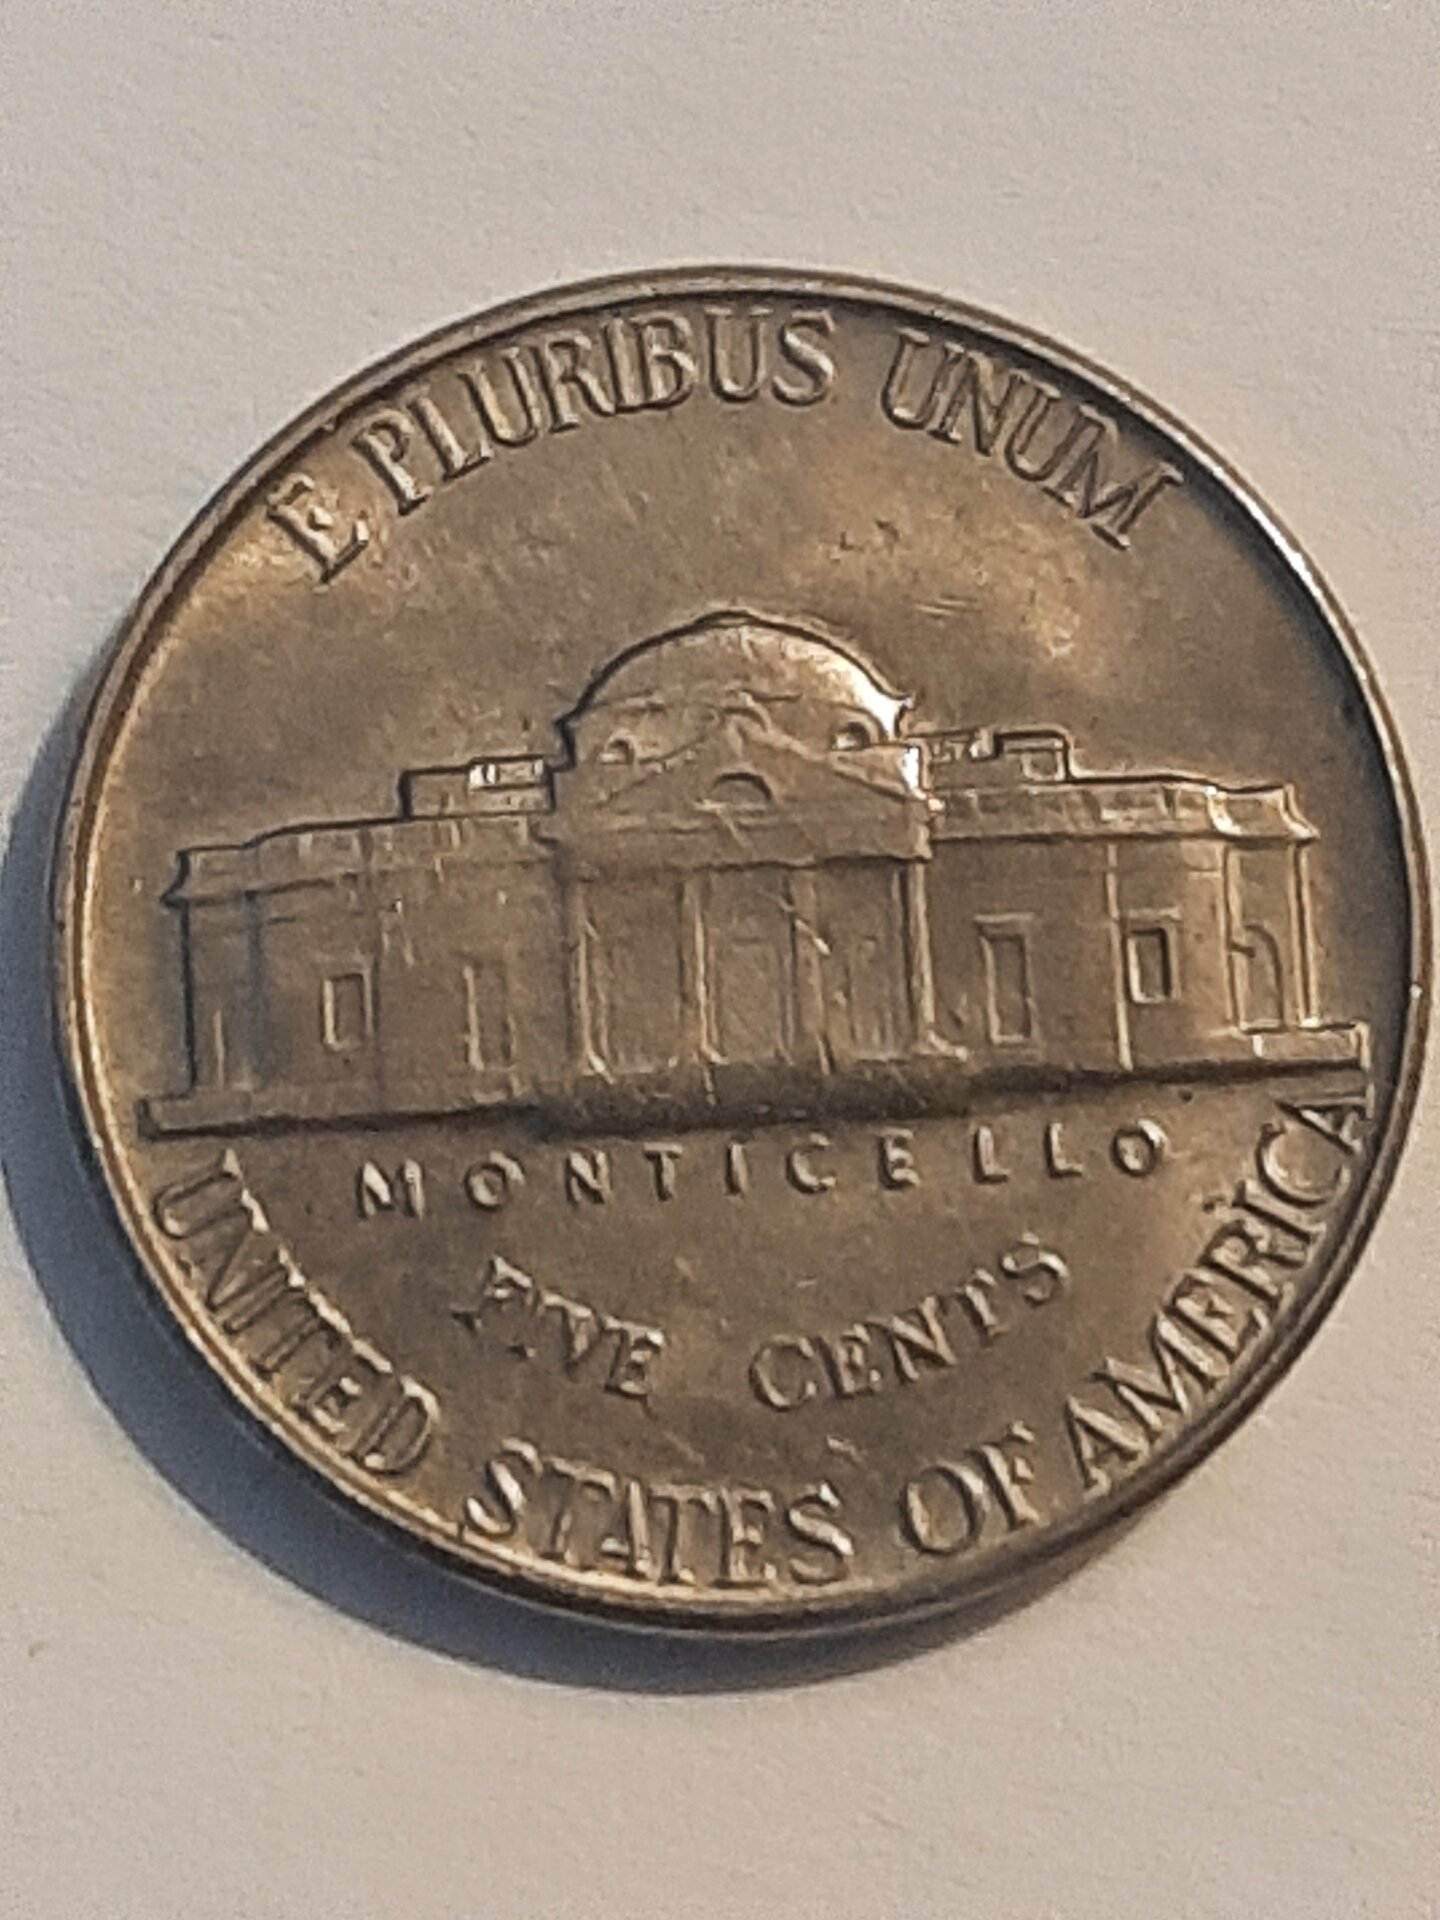 E PLURIBUS UNUM
MONTICELLO
FIVE CENTS
UNITED STATES OF AMERICA